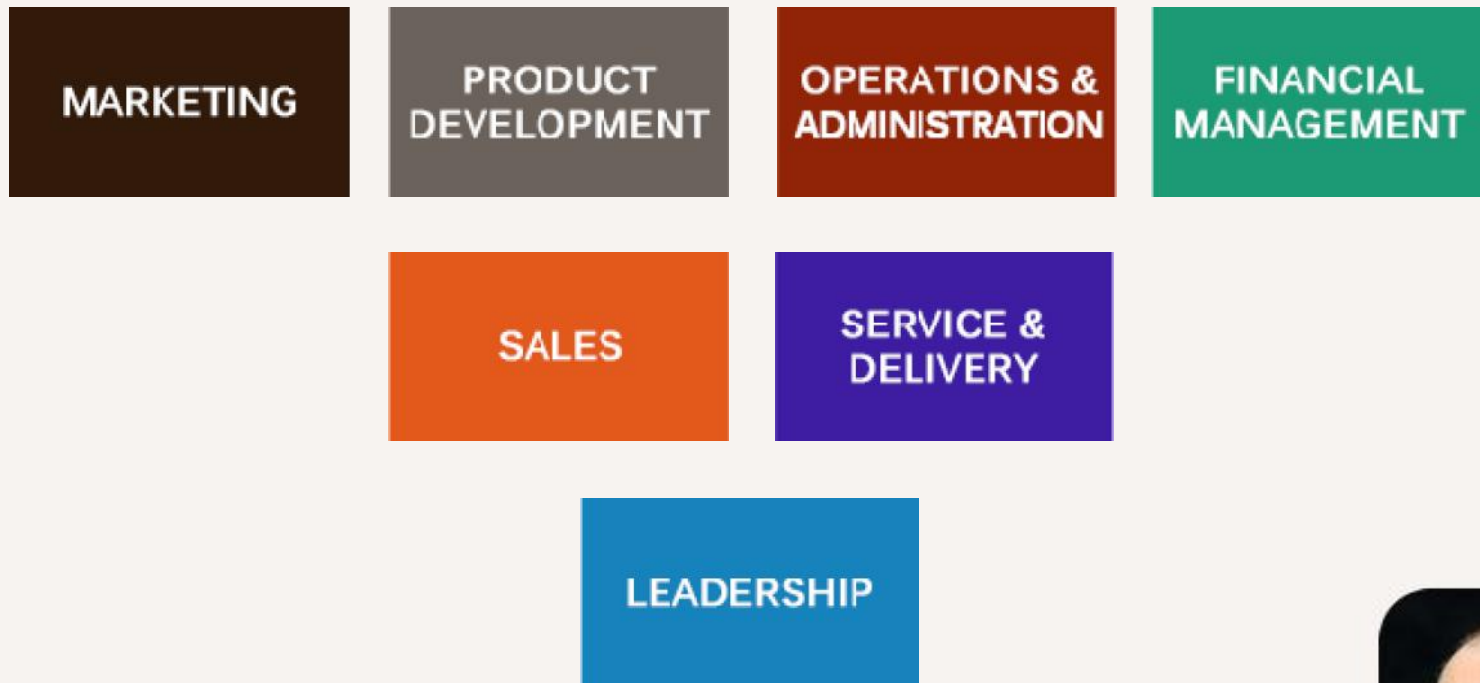 MARKETING
PRODUCT
DEVELOPMENT
OPERATIONS &
ADMINISTRATION
FINANCIAL
MANAGEMENT
SALES
SERVICE &
DELIVERY
LEADERSHIP